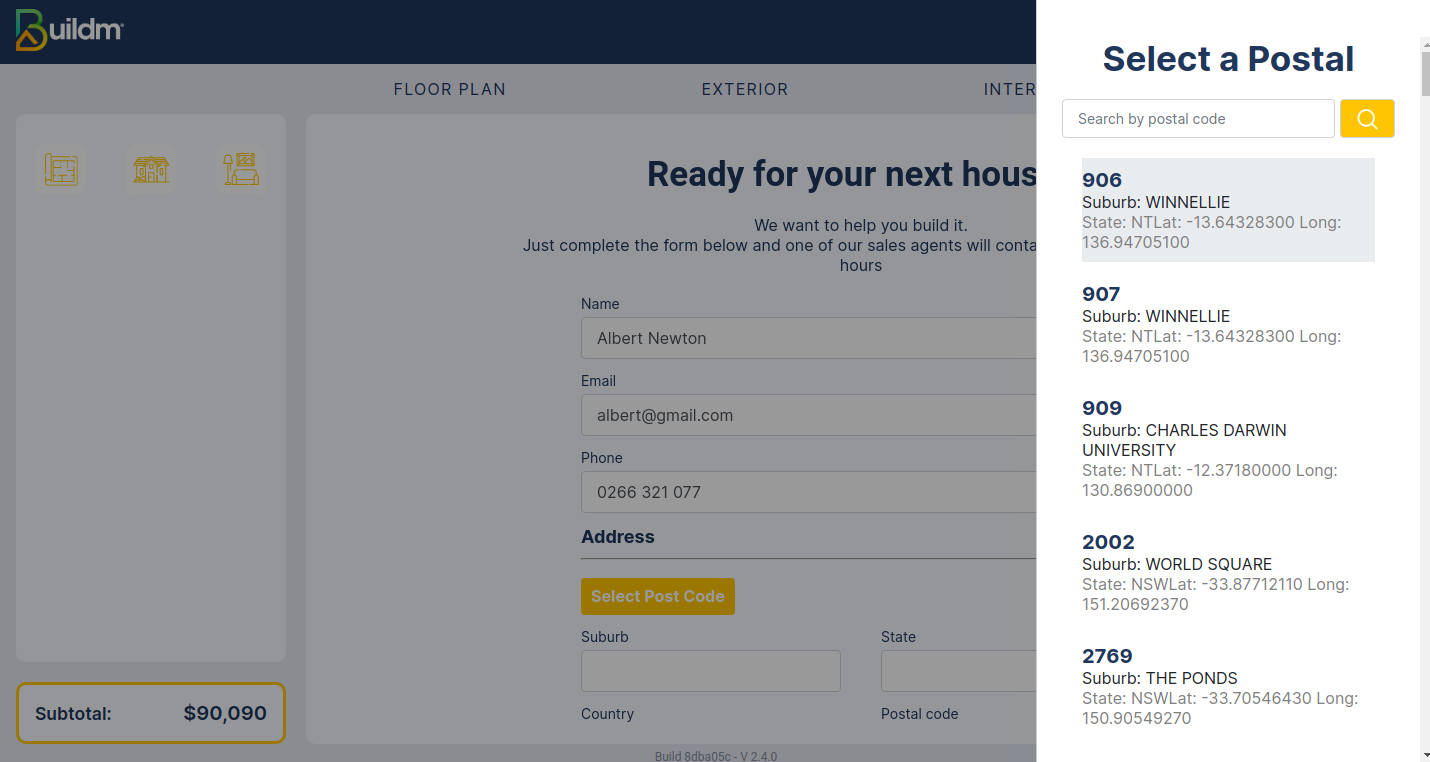 Buildm
FLOOR PLAN
EXTERIOR
INTER
Ready for your next hous
We want to help you build it.
Just complete the form below and one of our sales agents will conta
hours
Name
Albert Newton
Email
albert@gmail.com
Phone
0266 321 077
Address
Select Post Code
Suburb
State
Country
Postal code
Subtotal:
$90,090
Build 8dba05c - V 2.4.0
Select a Postal
Search by postal code
906
Suburb: WINNELLIE
State: NTLat: -13.64328300 Long:
136.94705100
907
Suburb: WINNELLIE
State: NTLat: -13.64328300 Long:
136.94705100
909
Suburb: CHARLES DARWIN
UNIVERSITY
State: NTLat: -12.37180000 Long:
130.86900000
2002
Suburb: WORLD SQUARE
State: NSWLat: -33.87712110 Long:
151.20692370
2769
Suburb: THE PONDS
State: NSWLat: -33.70546430 Long:
150.90549270